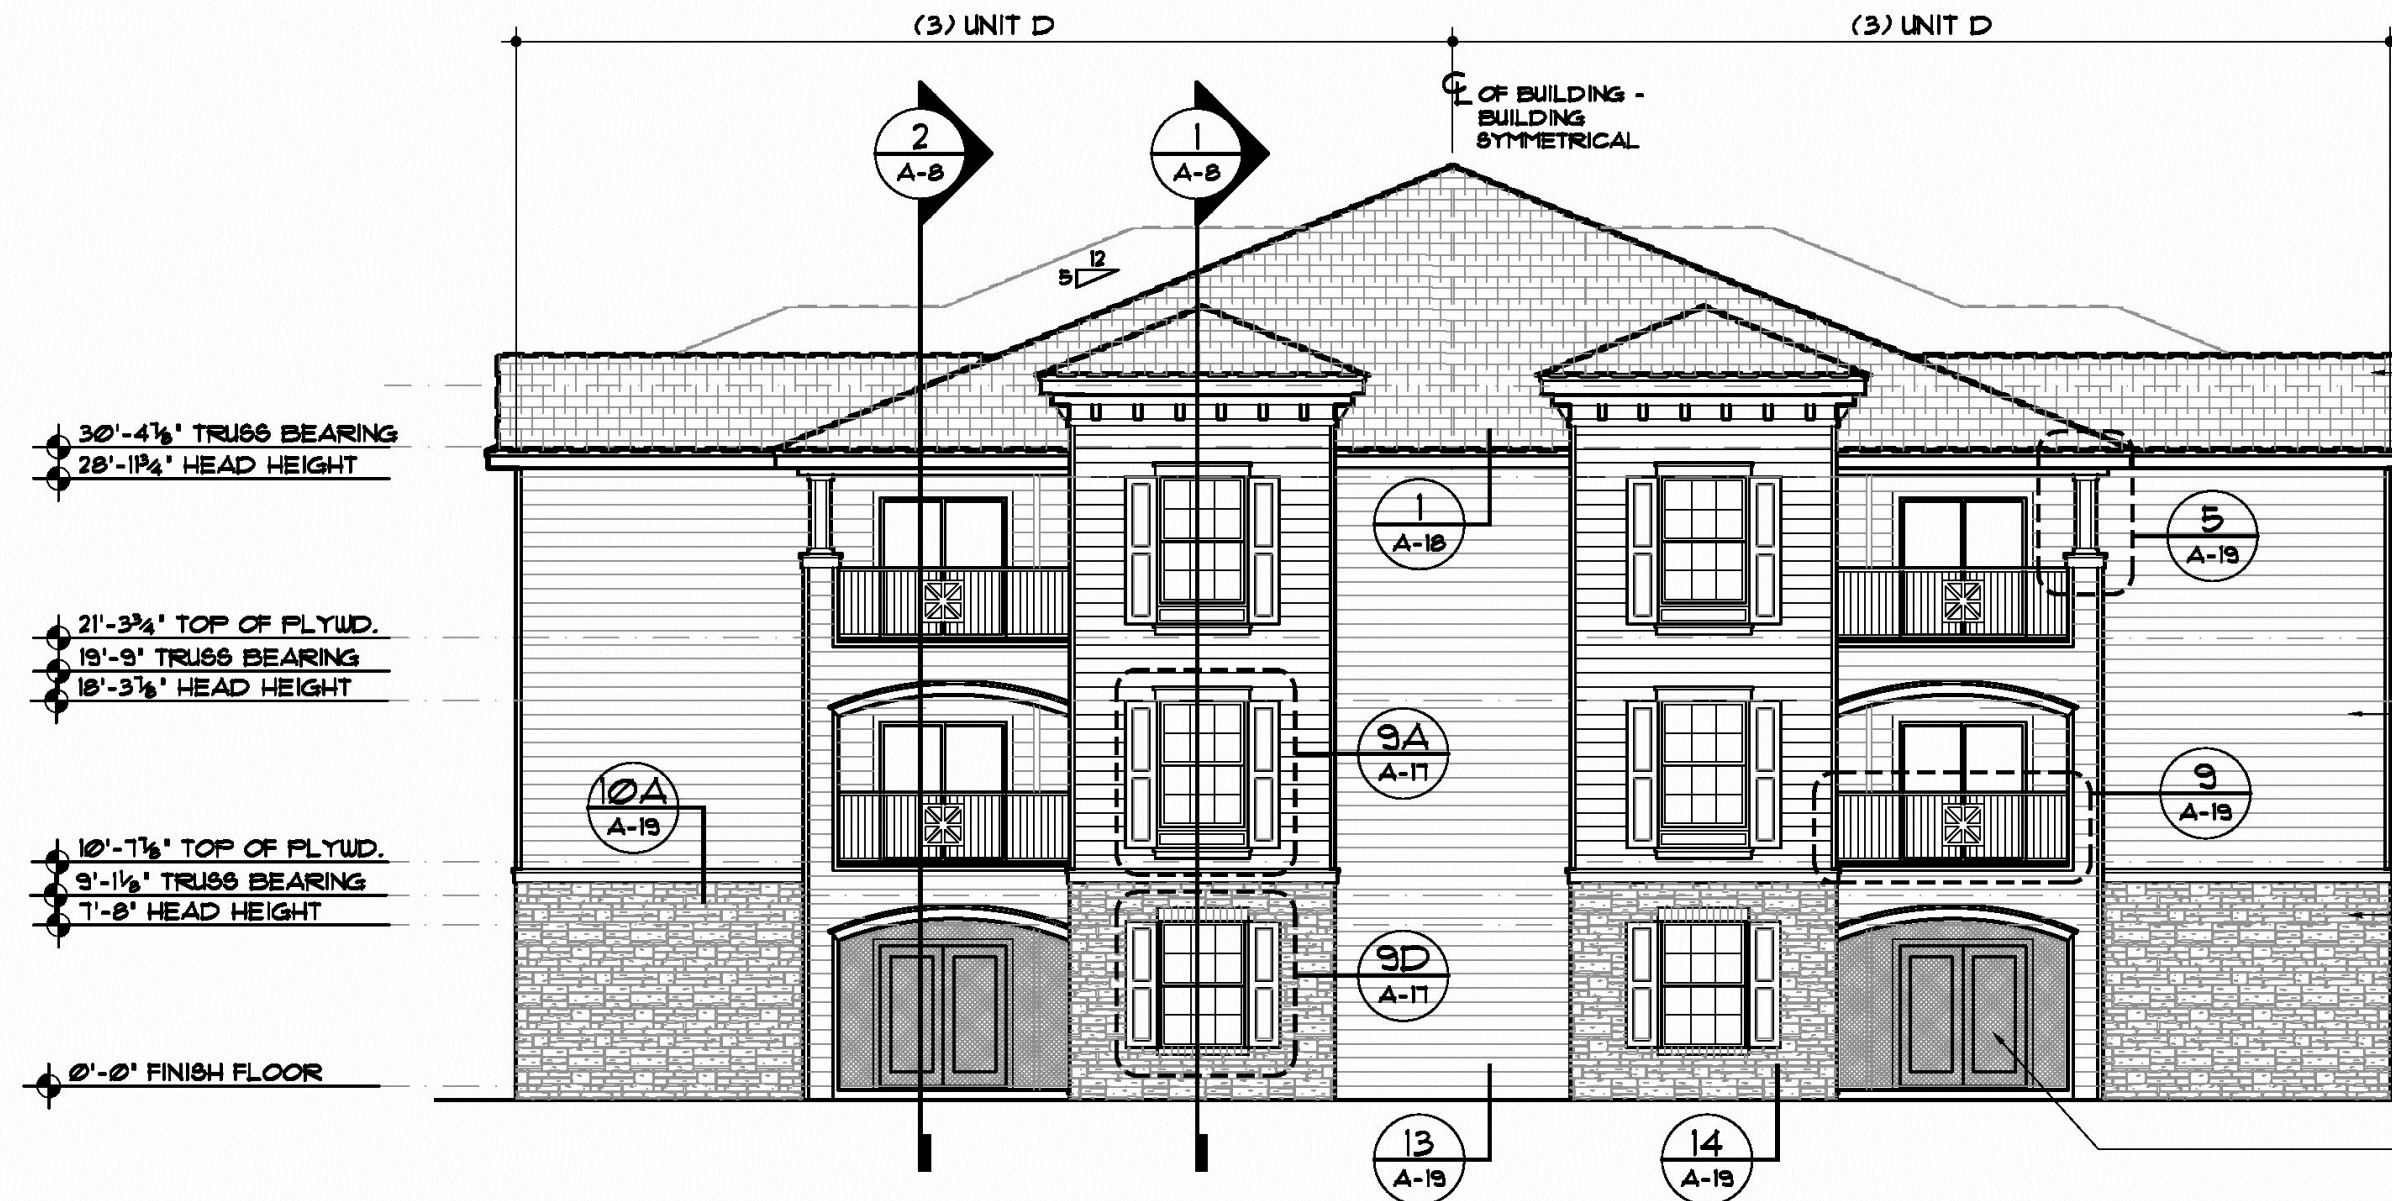 (3) UNIT D
(3) UNIT D
℄ OF BUILDING -
BUILDING
SYMMETRICAL
2
A-8
1
A-8
12
5
30'-4⅞" TRUSS BEARING
28'-11¾" HEAD HEIGHT
1
A-18
5
A-19
21'-3¾" TOP OF PLYWD.
19'-9" TRUSS BEARING
18'-3⅞" HEAD HEIGHT
9A
A-17
10A
A-19
9
A-19
10'-7⅞" TOP OF PLYWD.
9'-1⅛" TRUSS BEARING
7'-8" HEAD HEIGHT
9D
A-17
0'-0" FINISH FLOOR
13
A-19
14
A-19